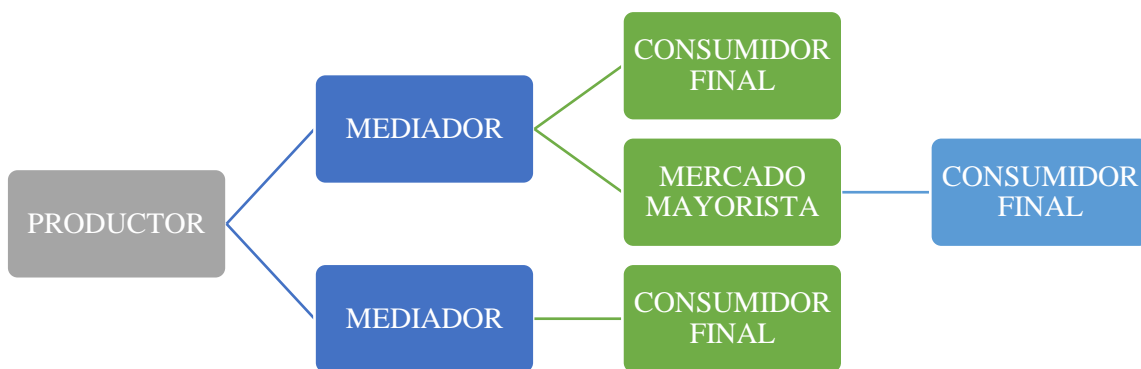 PRODUCTOR
MEDIADOR
CONSUMIDOR
FINAL
MERCADO
MAYORISTA
CONSUMIDOR
FINAL
MEDIADOR
CONSUMIDOR
FINAL